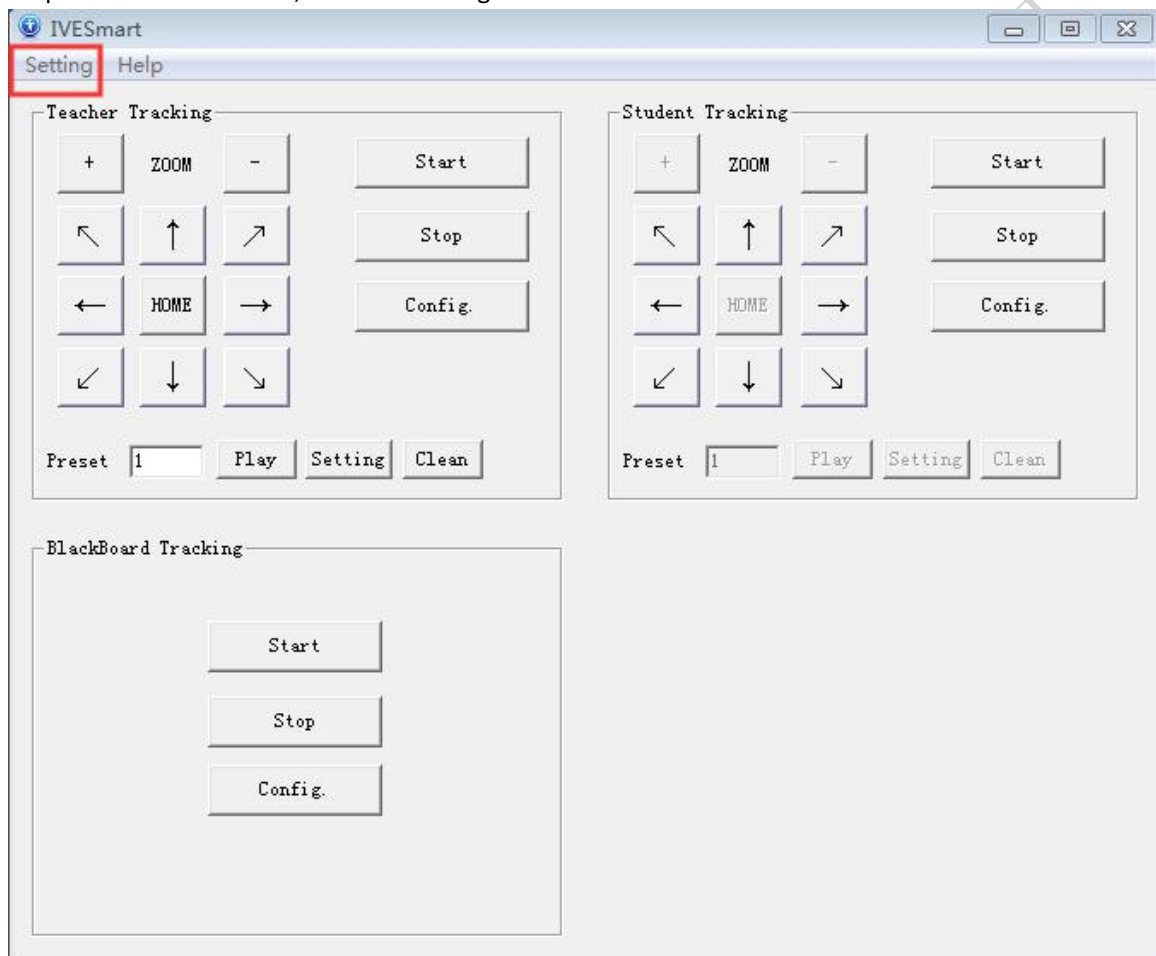 IVESmart
Setting Help
Teacher Tracking
+ ZOOM - Start
↖ ↑ ↗ Stop
← HOME → Config.
↙ ↓ ↘
Preset 1 Play Setting Clean
Student Tracking
+ ZOOM - Start
↖ ↑ ↗ Stop
← HOME → Config.
↙ ↓ ↘
Preset 1 Play Setting Clean
BlackBoard Tracking
Start
Stop
Config.